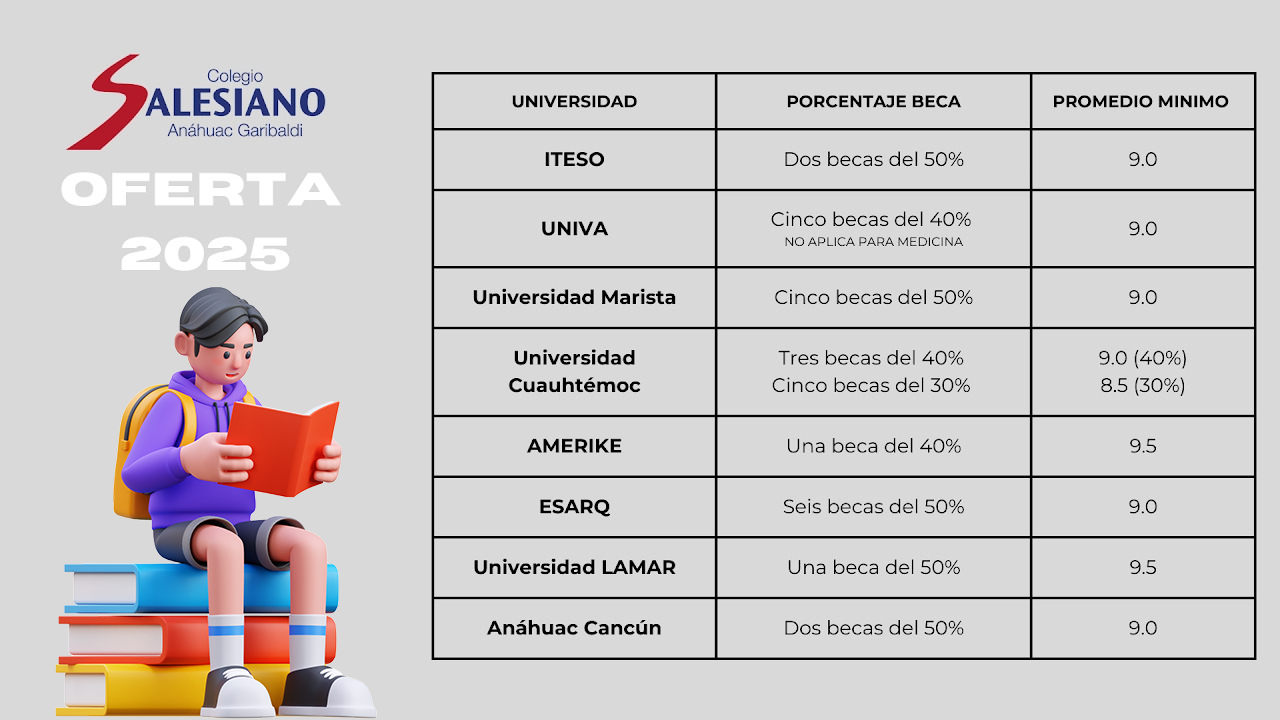 Colegio
SALESIANO
Anáhuac Garibaldi
OFERTA
2025
UNIVERSIDAD PORCENTAJE BECA PROMEDIO MINIMO
ITESO Dos becas del 50% 9.0
UNIVA Cinco becas del 40% 9.0
NO APLICA PARA MEDICINA
Universidad Marista Cinco becas del 50% 9.0
Universidad Tres becas del 40% 9.0 (40%)
Cuauhtémoc Cinco becas del 30% 8.5 (30%)
AMERIKE Una beca del 40% 9.5
ESARQ Seis becas del 50% 9.0
Universidad LAMAR Una beca del 50% 9.5
Anáhuac Cancún Dos becas del 50% 9.0